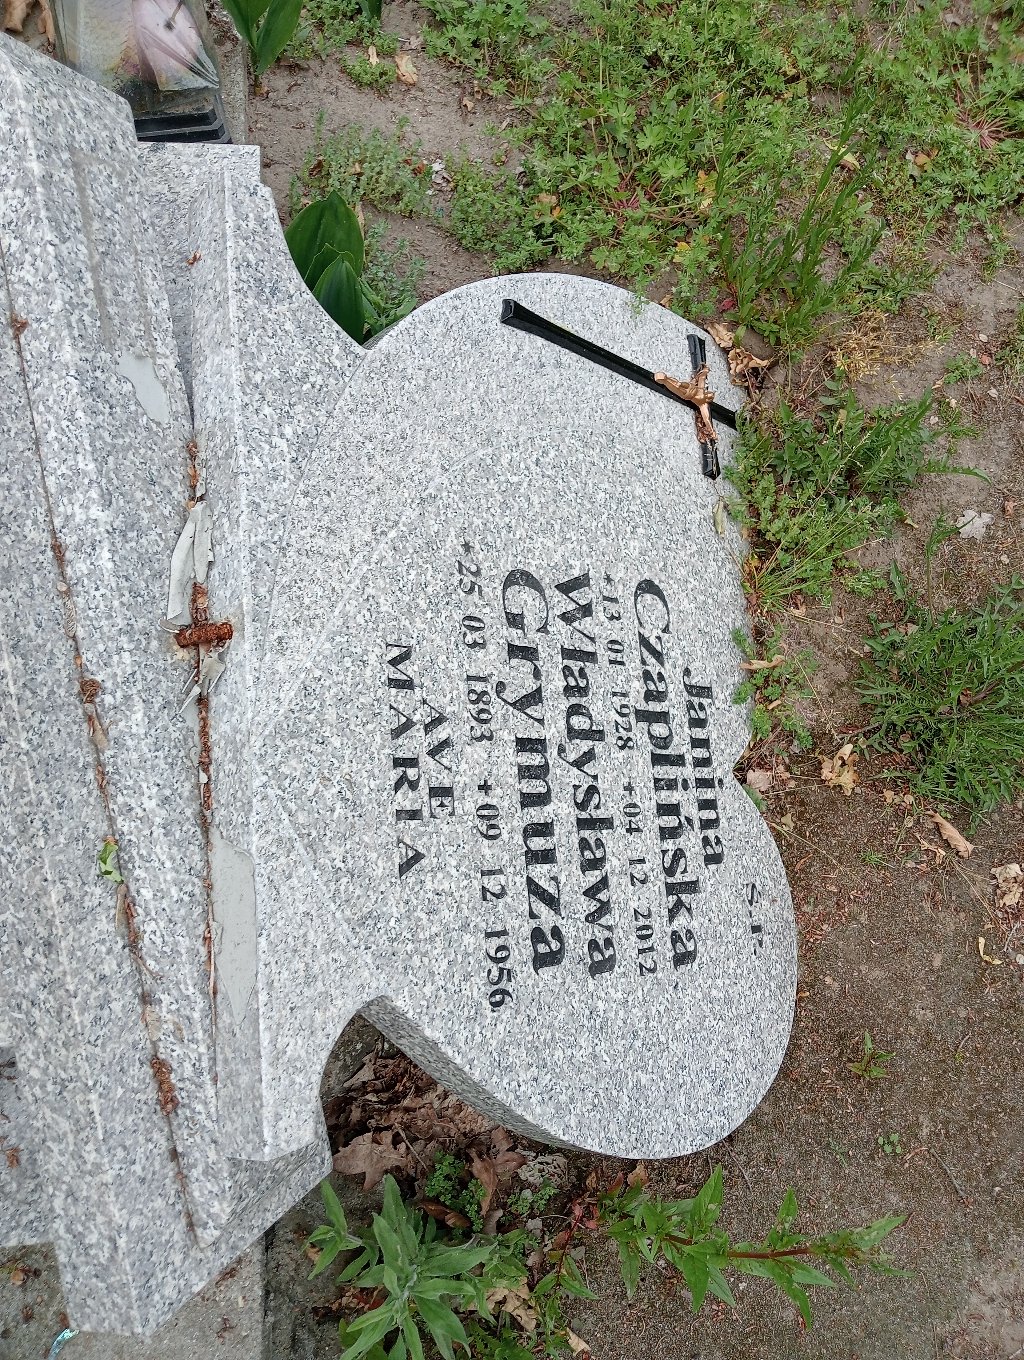 Ś.P.
Janina
Czaplińska
*13 01 1928 +04 12 2012
Władysława
Grymuza
*25 03 1893 +09 12 1956
AVE
MARIA